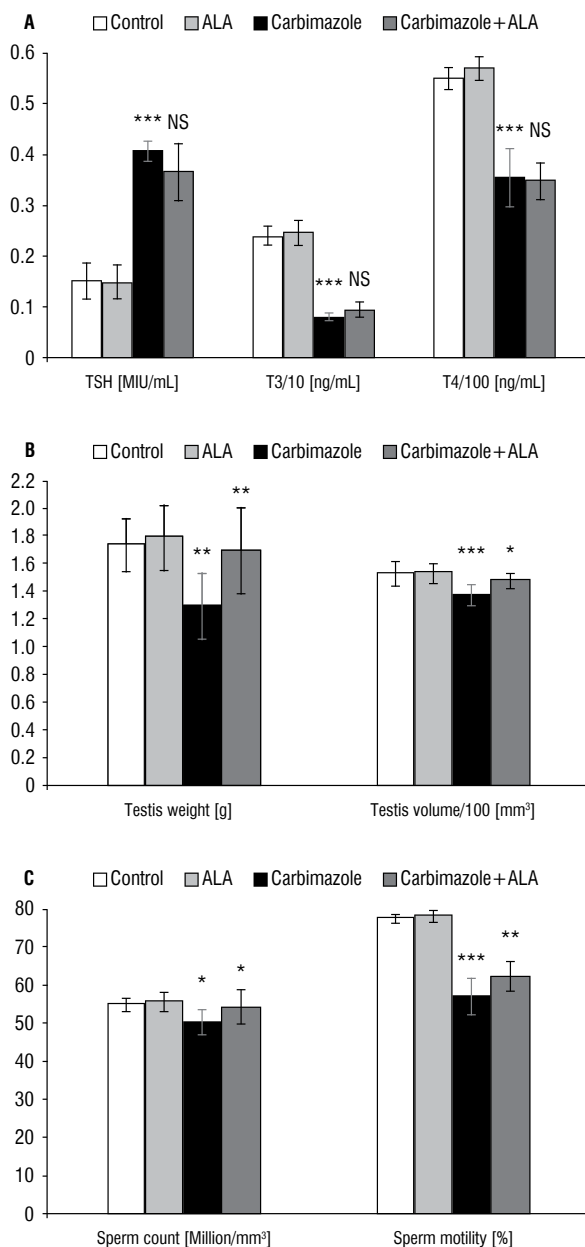 A
Control ALA Carbimazole Carbimazole+ALA
0.6
0.5
0.4
0.3
0.2
0.1
0
*** NS
*** NS
*** NS
TSH [MIU/mL] T3/10 [ng/mL] T4/100 [ng/mL]
B
Control ALA Carbimazole Carbimazole+ALA
2.2
2.0
1.8
1.6
1.4
1.2
1.0
1.8
1.6
1.4
1.2
0
** **
*** *
Testis weight [g] Testis volume/100 [mm³]
C
Control ALA Carbimazole Carbimazole+ALA
80
70
60
50
40
30
20
10
0
* *
*** **
Sperm count [Million/mm³] Sperm motility [%]